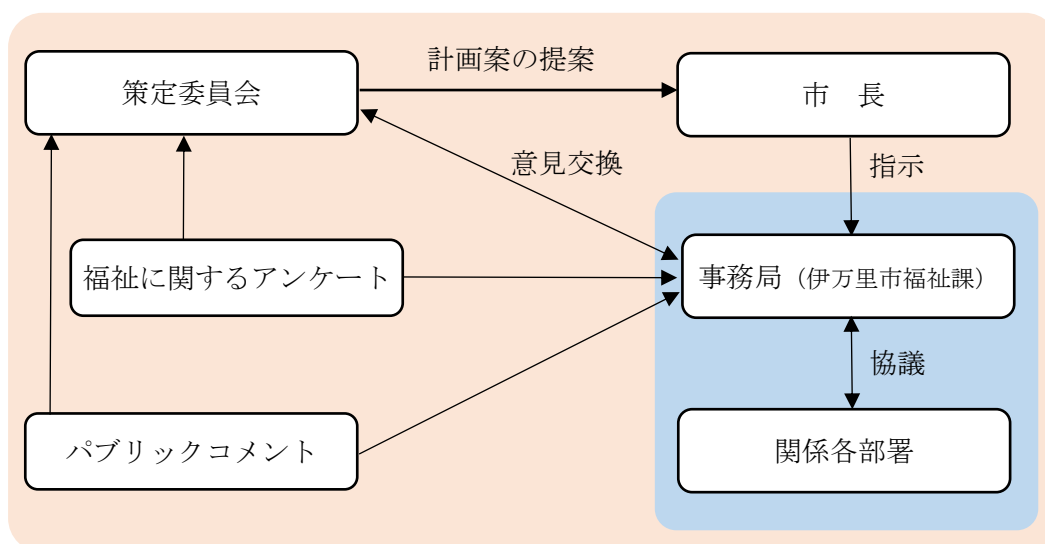 計画案の提案
策定委員会
市　長
意見交換
指示
福祉に関するアンケート
事務局（伊万里市福祉課）
協議
パブリックコメント
関係各部署